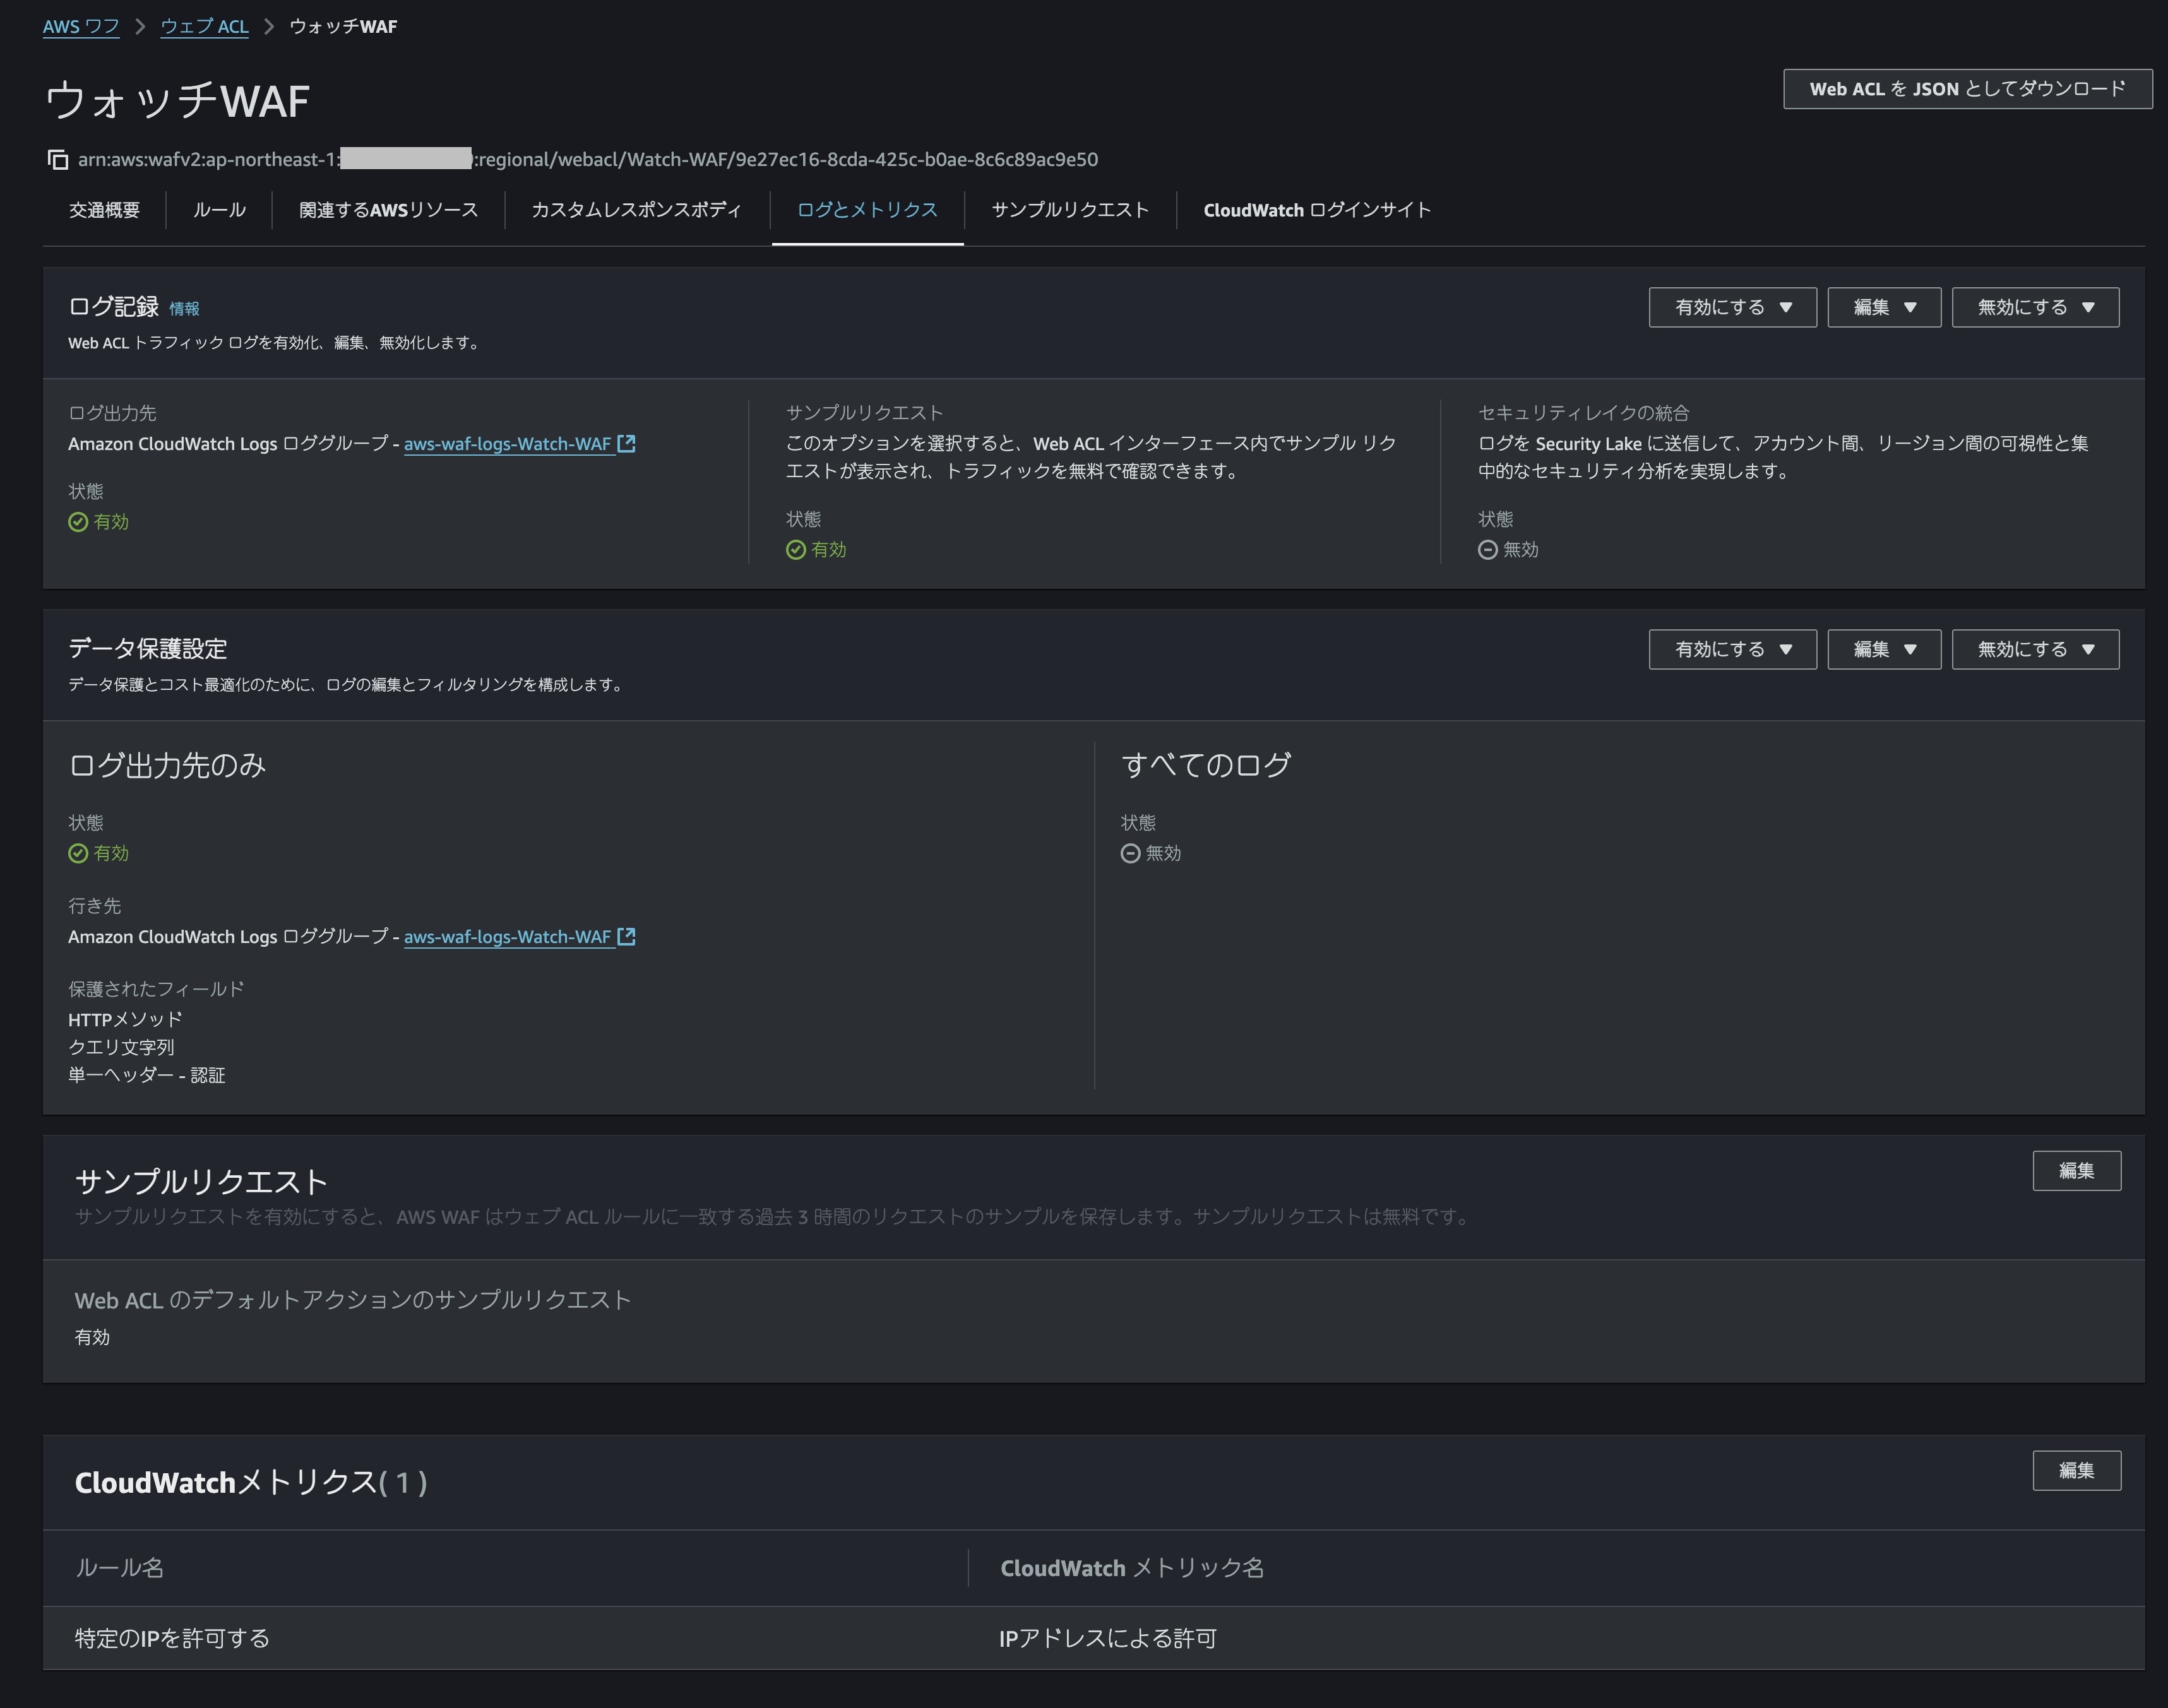 AWS ワフ > ウェブ ACL > ウォッチWAF
ウォッチWAF
Web ACL を JSON としてダウンロード
arn:aws:wafv2:ap-northeast-1: :regional/webacl/Watch-WAF/9e27ec16-8cda-425c-b0ae-8c6c89ac9e50
交通概要 ルール 関連するAWSリソース カスタムレスポンスボディ ログとメトリクス サンプルリクエスト CloudWatch ログインサイト
ログ記録 情報
有効にする ▼ 編集 ▼ 無効にする ▼
Web ACL トラフィック ログを有効化、編集、無効化します。
ログ出力先
Amazon CloudWatch Logs ロググループ - aws-waf-logs-Watch-WAF
状態
有効
サンプルリクエスト
このオプションを選択すると、Web ACL インターフェース内でサンプル リク
エストが表示され、トラフィックを無料で確認できます。
状態
有効
セキュリティレイクの統合
ログを Security Lake に送信して、アカウント間、リージョン間の可視性と集
中的なセキュリティ分析を実現します。
状態
無効
データ保護設定
有効にする ▼ 編集 ▼ 無効にする ▼
データ保護とコスト最適化のために、ログの編集とフィルタリングを構成します。
ログ出力先のみ
状態
有効
行き先
Amazon CloudWatch Logs ロググループ - aws-waf-logs-Watch-WAF
保護されたフィールド
HTTPメソッド
クエリ文字列
単一ヘッダー - 認証
すべてのログ
状態
無効
サンプルリクエスト
編集
サンプルリクエストを有効にすると、AWS WAF はウェブ ACL ルールに一致する過去 3 時間のリクエストのサンプルを保存します。サンプルリクエストは無料です。
Web ACL のデフォルトアクションのサンプルリクエスト
有効
CloudWatchメトリクス( 1 )
編集
ルール名 CloudWatch メトリック名
特定のIPを許可する IPアドレスによる許可